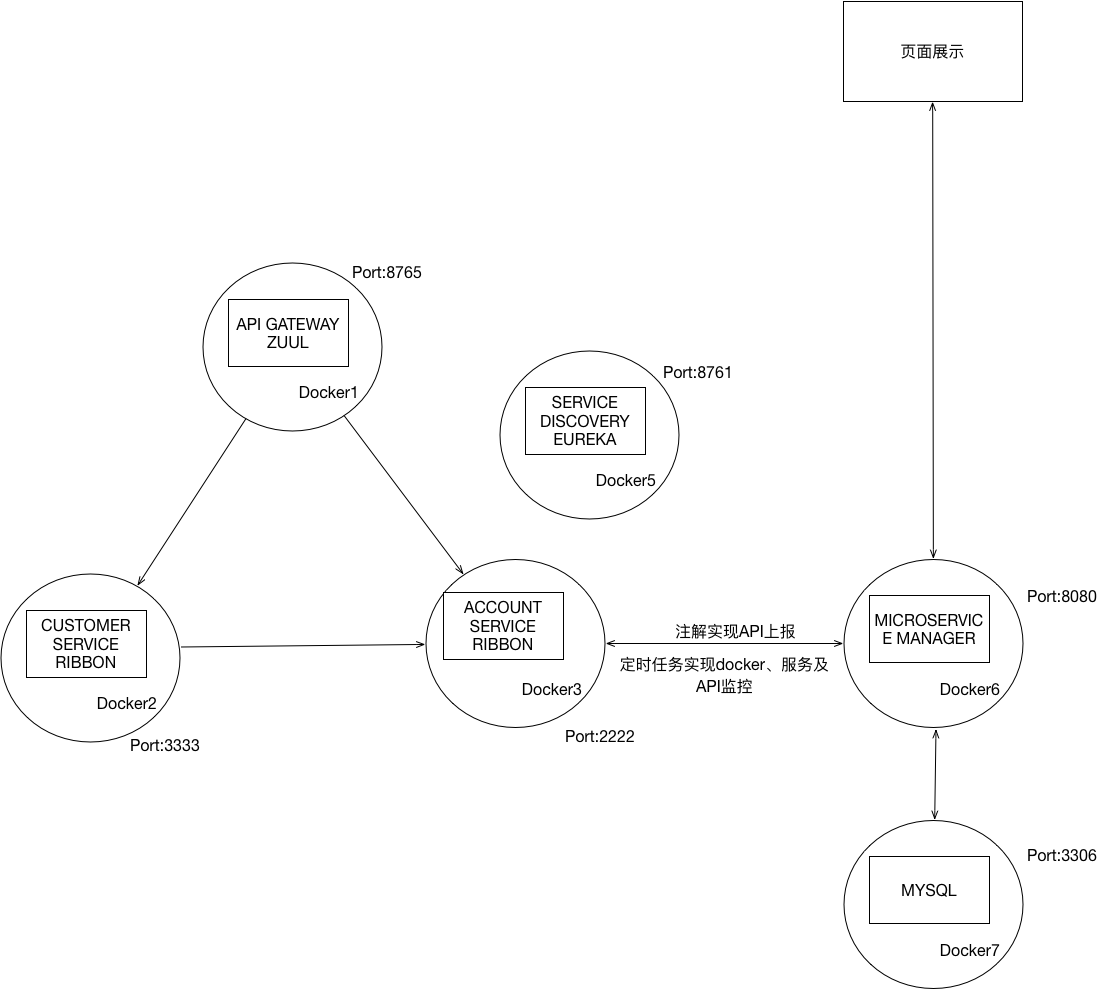 页面展示
Port:8765
API GATEWAY
ZUUL
Docker1
Port:8761
SERVICE
DISCOVERY
EUREKA
Docker5
CUSTOMER
SERVICE
RIBBON
Docker2
Port:3333
ACCOUNT
SERVICE
RIBBON
Docker3
Port:2222
注解实现API上报
定时任务实现docker、服务及
API监控
Port:8080
MICROSERVIC
E MANAGER
Docker6
Port:3306
MYSQL
Docker7